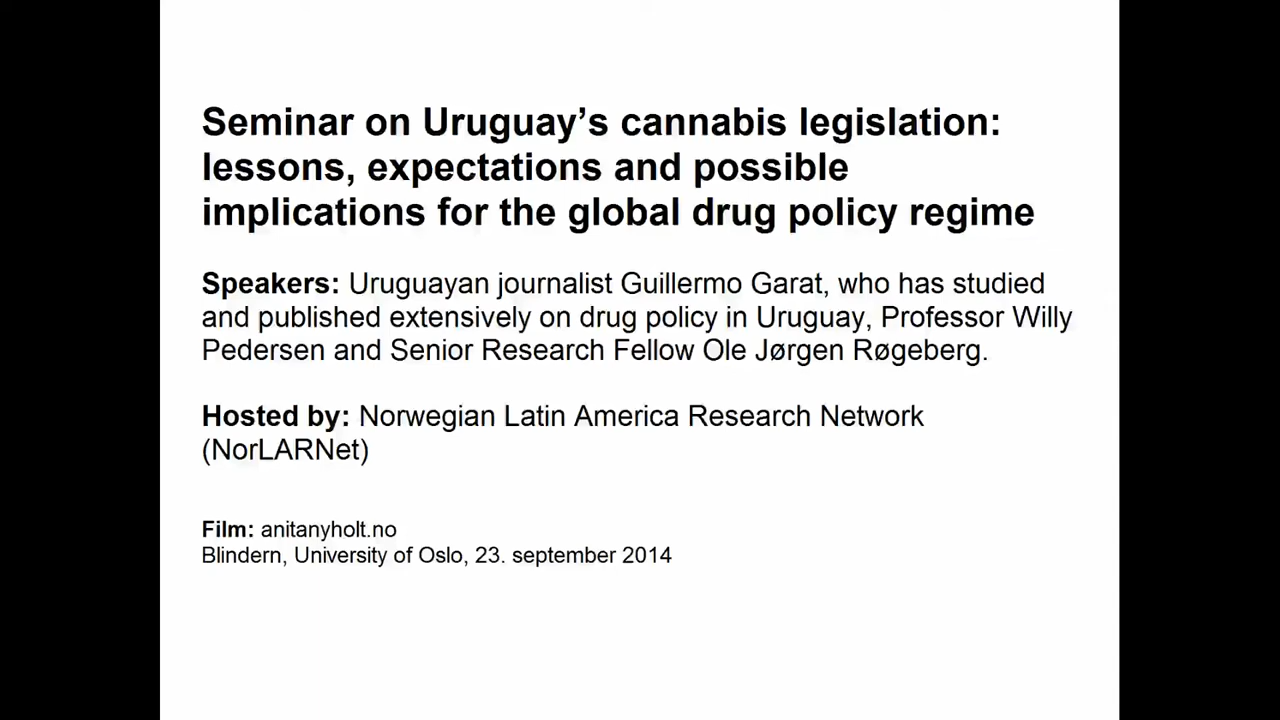 Seminar on Uruguay’s cannabis legislation:
lessons, expectations and possible
implications for the global drug policy regime
Speakers: Uruguayan journalist Guillermo Garat, who has studied
and published extensively on drug policy in Uruguay, Professor Willy
Pedersen and Senior Research Fellow Ole Jørgen Røgeberg.
Hosted by: Norwegian Latin America Research Network
(NorLARNet)
Film: anitanyholt.no
Blindern, University of Oslo, 23. september 2014